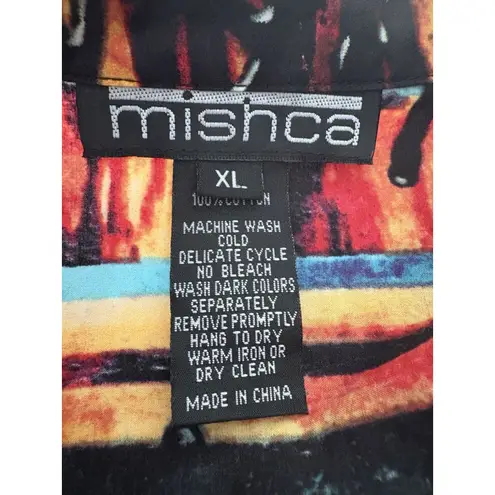 mishca
XL
100% COTTON
MACHINE WASH
COLD
DELICATE CYCLE
NO BLEACH
WASH DARK COLORS
SEPARATELY
REMOVE PROMPTLY
HANG TO DRY
WARM IRON OR
DRY CLEAN
MADE IN CHINA